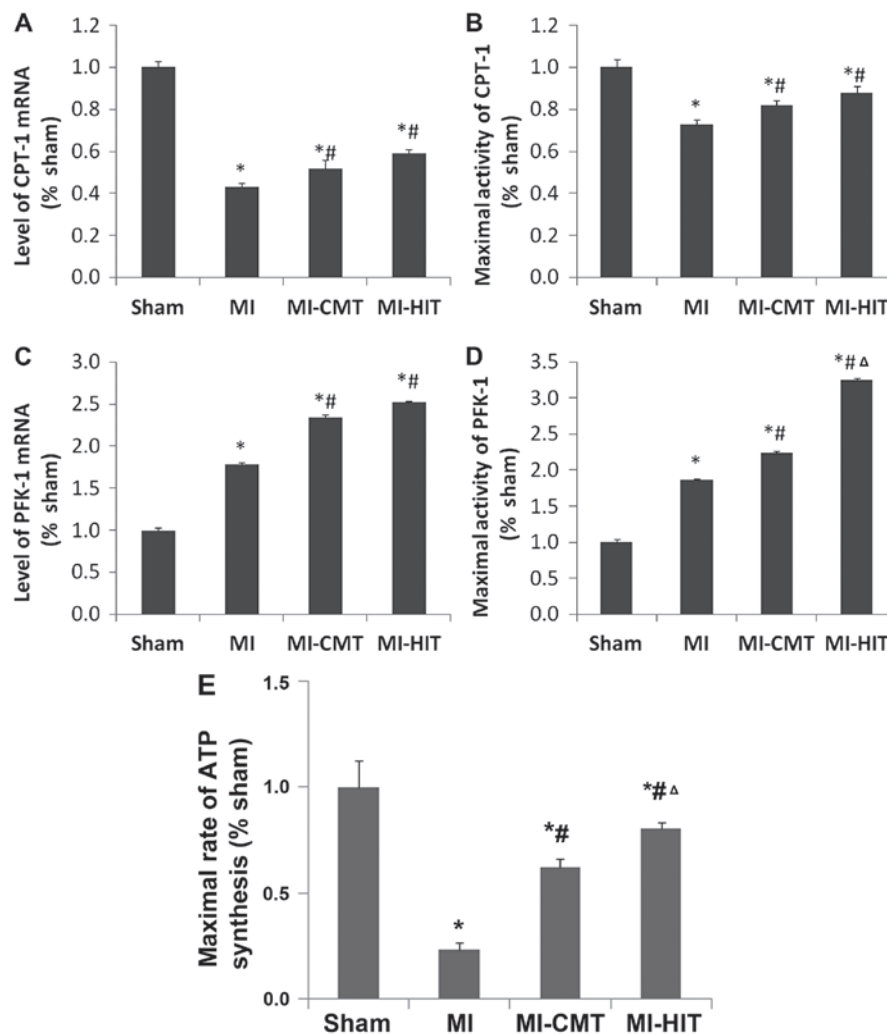 A
Level of CPT-1 mRNA
(% sham)
1.2
1.0
0.8
0.6
0.4
0.2
0.0
*
*#
*#
Sham MI MI-CMT MI-HIT
B
Maximal activity of CPT-1
(% sham)
1.2
1.0
0.8
0.6
0.4
0.2
0.0
*
*#
*#
Sham MI MI-CMT MI-HIT
C
Level of PFK-1 mRNA
(% sham)
3.0
2.5
2.0
1.5
1.0
0.5
0.0
*
*#
*#
Sham MI MI-CMT MI-HIT
D
Maximal activity of PFK-1
(% sham)
3.5
3.0
2.5
2.0
1.5
1.0
0.5
0.0
*
*#
*# Δ
Sham MI MI-CMT MI-HIT
E
Maximal rate of ATP
synthesis (% sham)
1.5
1.0
0.5
0.0
*
*#
*# Δ
Sham MI MI-CMT MI-HIT